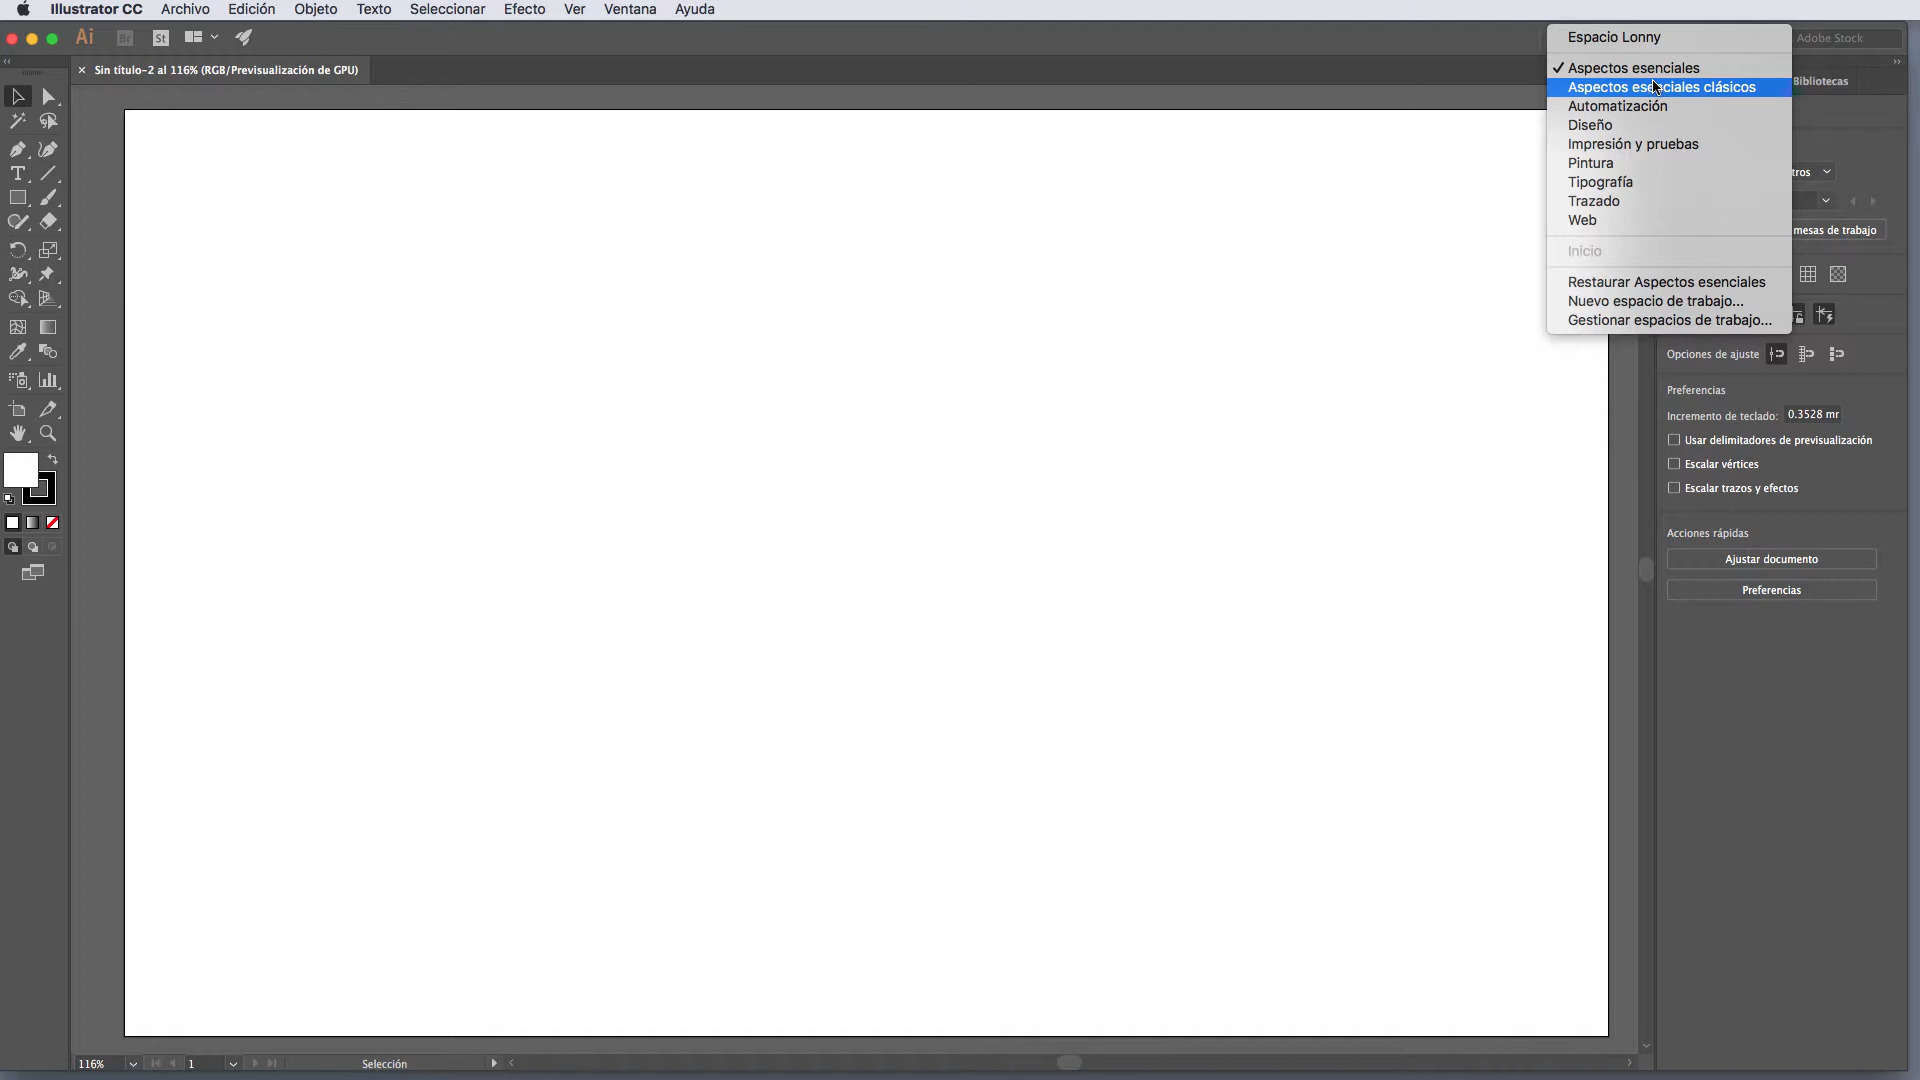 Illustrator CC Archivo Edición Objeto Texto Seleccionar Efecto Ver Ventana Ayuda
Ai Br St
Adobe Stock
Sin título-2 al 116% (RGB/Previsualización de GPU)
Espacio Lonny
Aspectos esenciales
Aspectos esenciales clásicos
Automatización
Diseño
Impresión y pruebas
Pintura
Tipografía
Trazado
Web
Inicio
Restaurar Aspectos esenciales
Nuevo espacio de trabajo...
Gestionar espacios de trabajo...
Bibliotecas
tros
mesas de trabajo
Opciones de ajuste
Preferencias
Incremento de teclado: 0.3528 mr
Usar delimitadores de previsualización
Escalar vértices
Escalar trazos y efectos
Acciones rápidas
Ajustar documento
Preferencias
116% 1 Selección